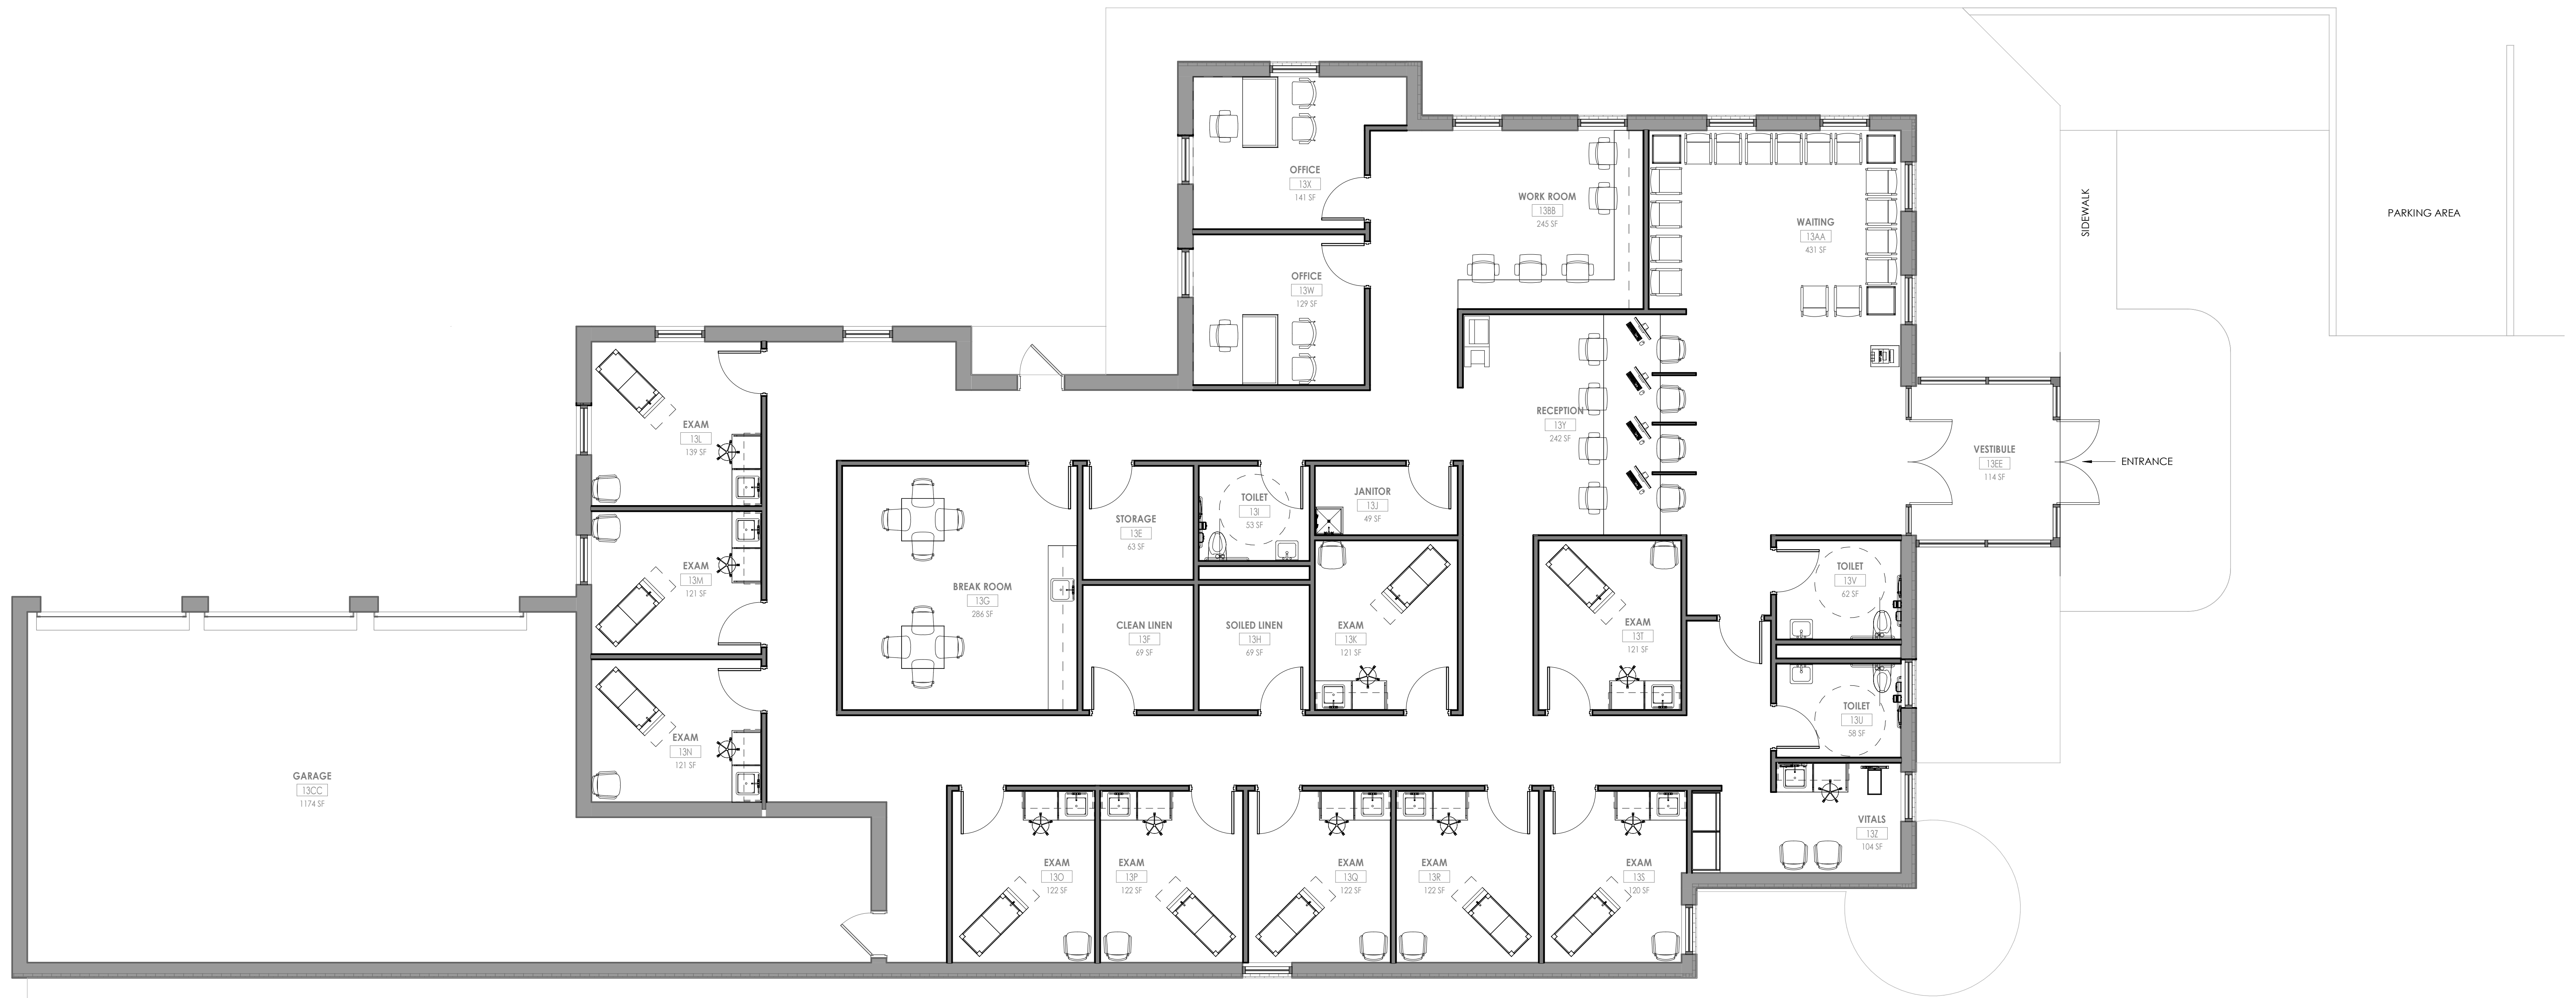 OFFICE
13X
141 SF
WORK ROOM
13BB
245 SF
WAITING
13AA
431 SF
SIDEWALK
PARKING AREA
OFFICE
13W
129 SF
RECEPTION
13Y
242 SF
EXAM
13L
139 SF
VESTIBULE
13EE
114 SF
ENTRANCE
STORAGE
13E
63 SF
TOILET
13I
53 SF
JANITOR
13J
49 SF
EXAM
13M
121 SF
BREAK ROOM
13G
286 SF
TOILET
13V
62 SF
CLEAN LINEN
13F
69 SF
SOILED LINEN
13H
69 SF
EXAM
13K
121 SF
EXAM
13T
121 SF
TOILET
13U
58 SF
EXAM
13N
121 SF
GARAGE
13CC
1174 SF
VITALS
13Z
104 SF
EXAM
13O
122 SF
EXAM
13P
122 SF
EXAM
13Q
122 SF
EXAM
13R
122 SF
EXAM
13S
120 SF